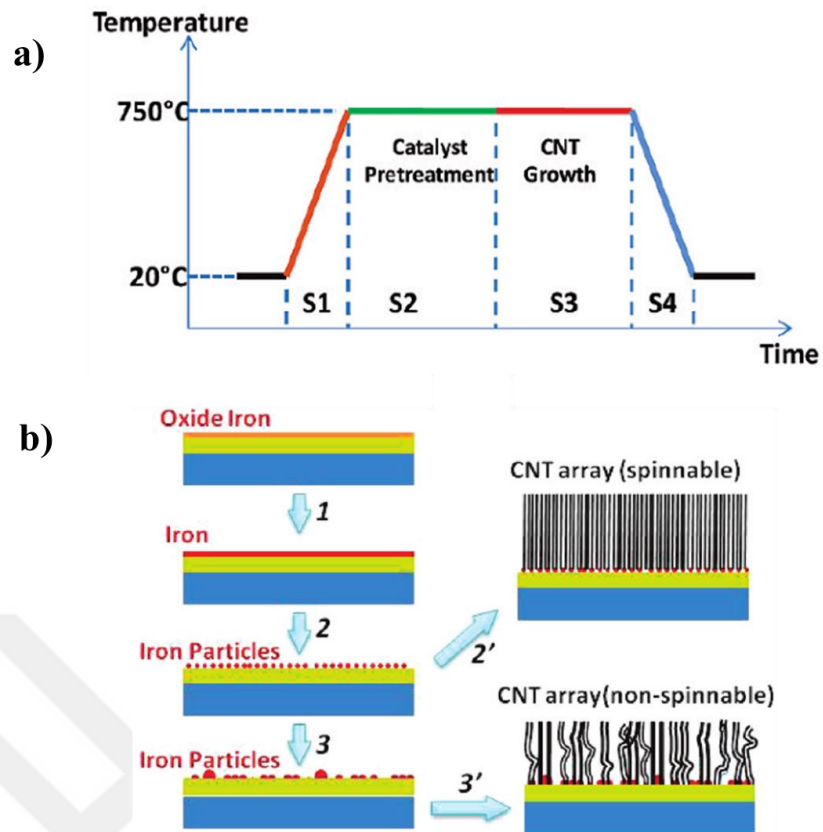 a)
Temperature
750°C
Catalyst
Pretreatment
CNT
Growth
20°C
S1
S2
S3
S4
Time
b)
Oxide Iron
1
Iron
2
Iron Particles
3
Iron Particles
CNT array (spinnable)
2'
CNT array(non-spinnable)
3'